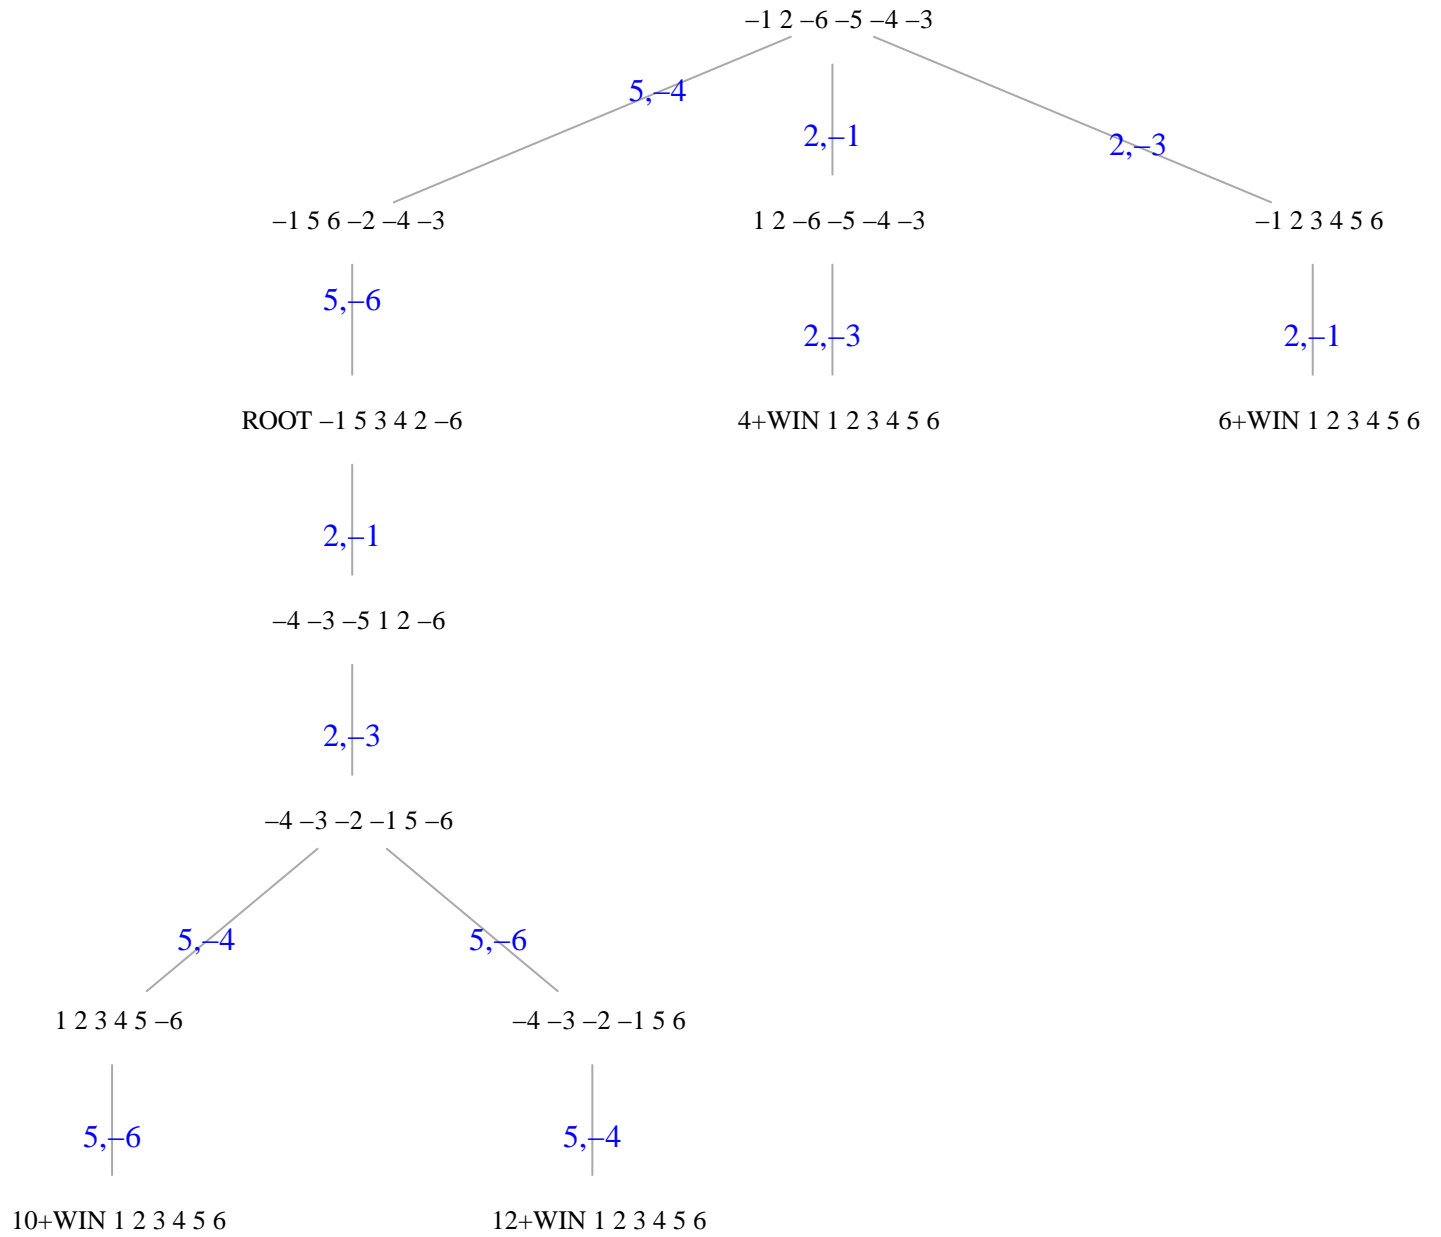 –1 2 –6 –5 –4 –3
5,–4
2,–1
2,–3
–1 5 6 –2 –4 –3
1 2 –6 –5 –4 –3
–1 2 3 4 5 6
5,–6
2,–3
2,–1
ROOT –1 5 3 4 2 –6
4+WIN 1 2 3 4 5 6
6+WIN 1 2 3 4 5 6
2,–1
–4 –3 –5 1 2 –6
2,–3
–4 –3 –2 –1 5 –6
5,–4
5,–6
1 2 3 4 5 –6
–4 –3 –2 –1 5 6
5,–6
5,–4
10+WIN 1 2 3 4 5 6
12+WIN 1 2 3 4 5 6